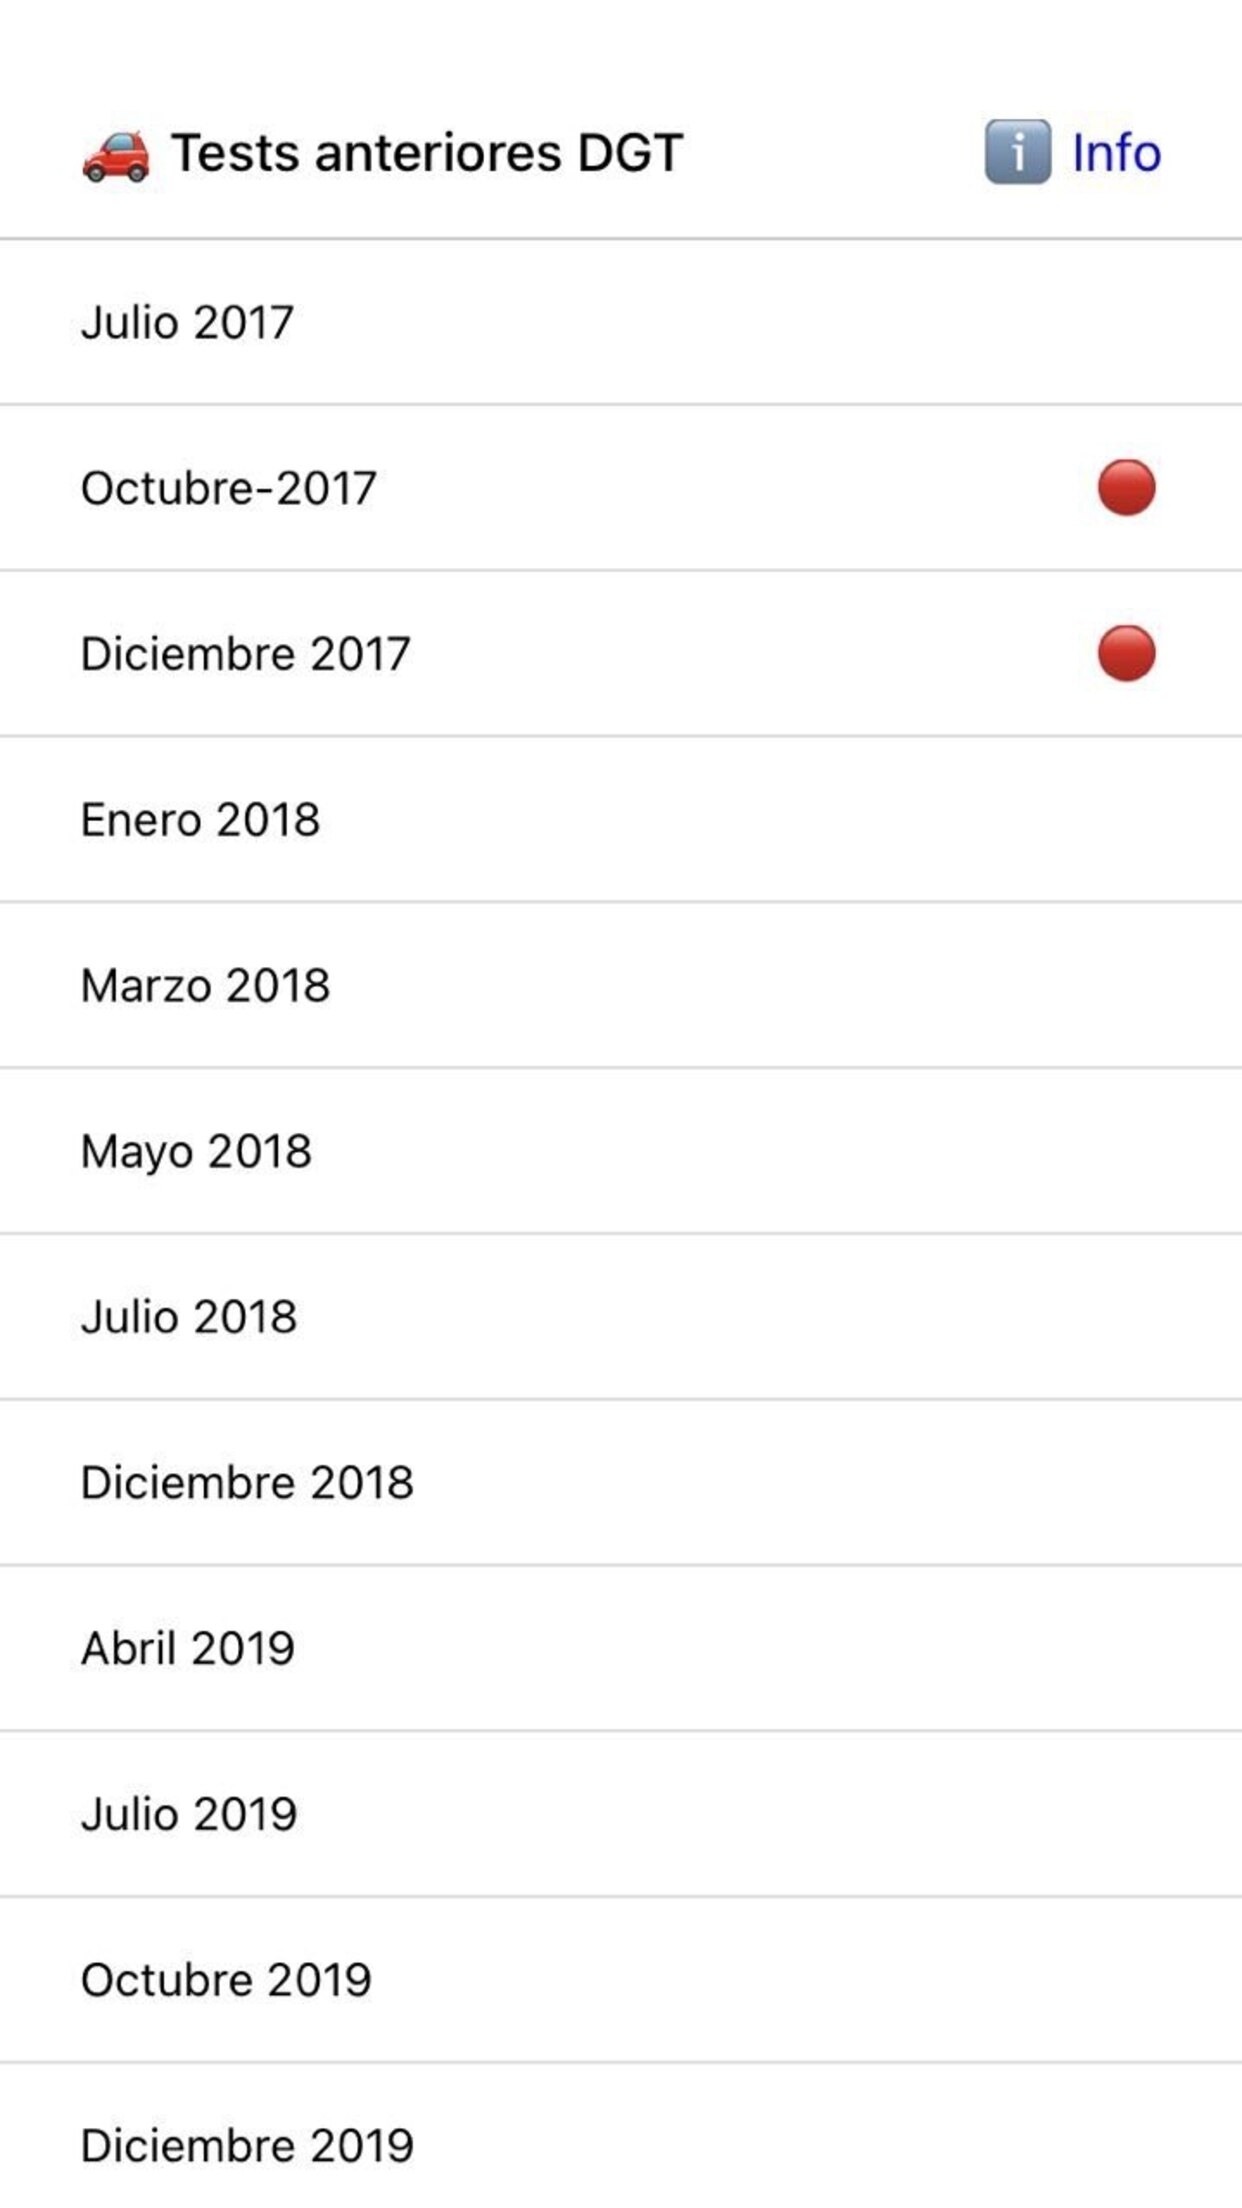 Tests anteriores DGT
Info
Julio 2017
Octubre-2017
Diciembre 2017
Enero 2018
Marzo 2018
Mayo 2018
Julio 2018
Diciembre 2018
Abril 2019
Julio 2019
Octubre 2019
Diciembre 2019